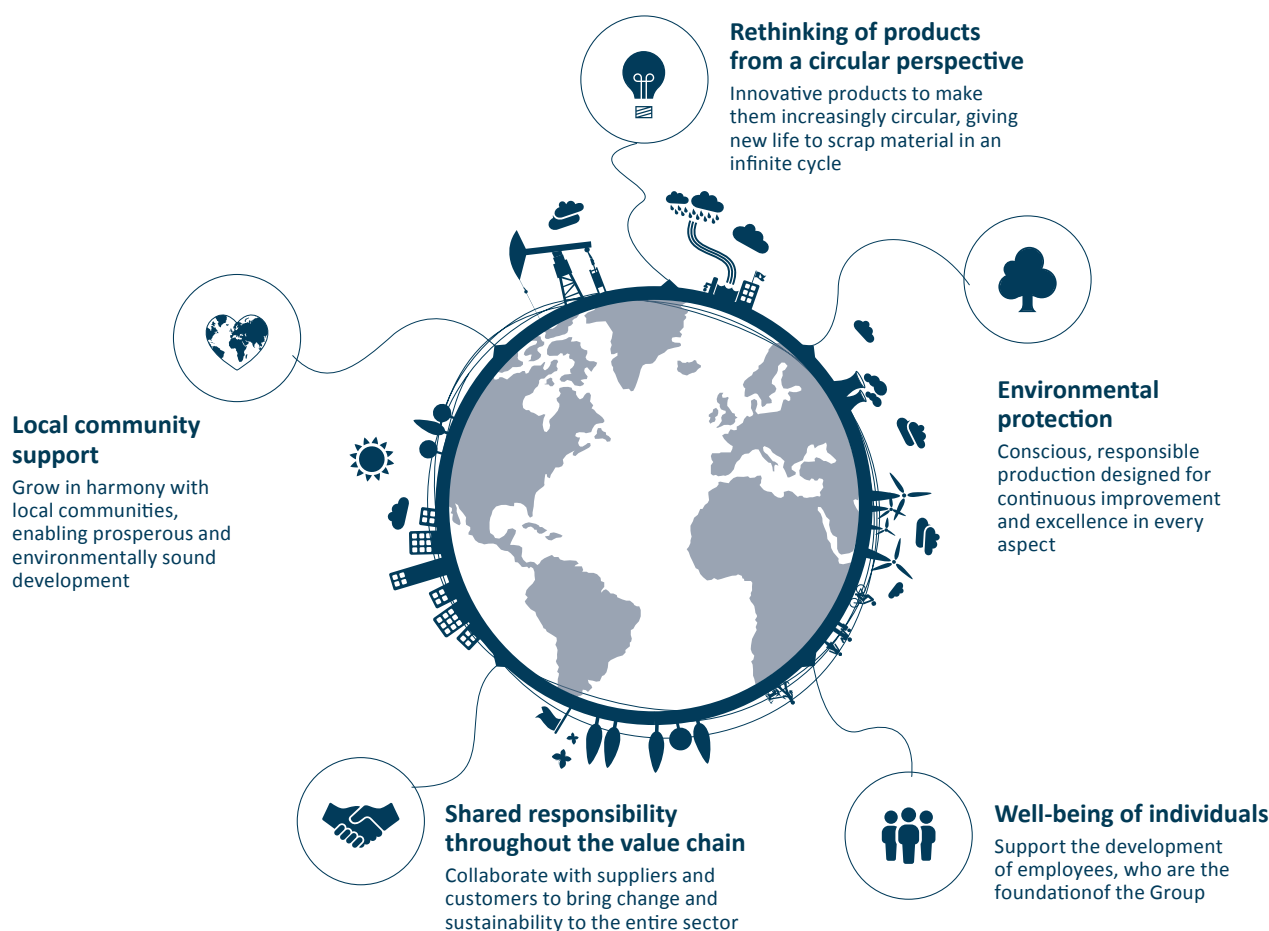 Rethinking of products
from a circular perspective
Innovative products to make
them increasingly circular, giving
new life to scrap material in an
infinite cycle
Environmental
protection
Conscious, responsible
production designed for
continuous improvement
and excellence in every
aspect
Local community
support
Grow in harmony with
local communities,
enabling prosperous and
environmentally sound
development
Shared responsibility
throughout the value chain
Collaborate with suppliers and
customers to bring change and
sustainability to the entire sector
Well-being of individuals
Support the development
of employees, who are the
foundationof the Group